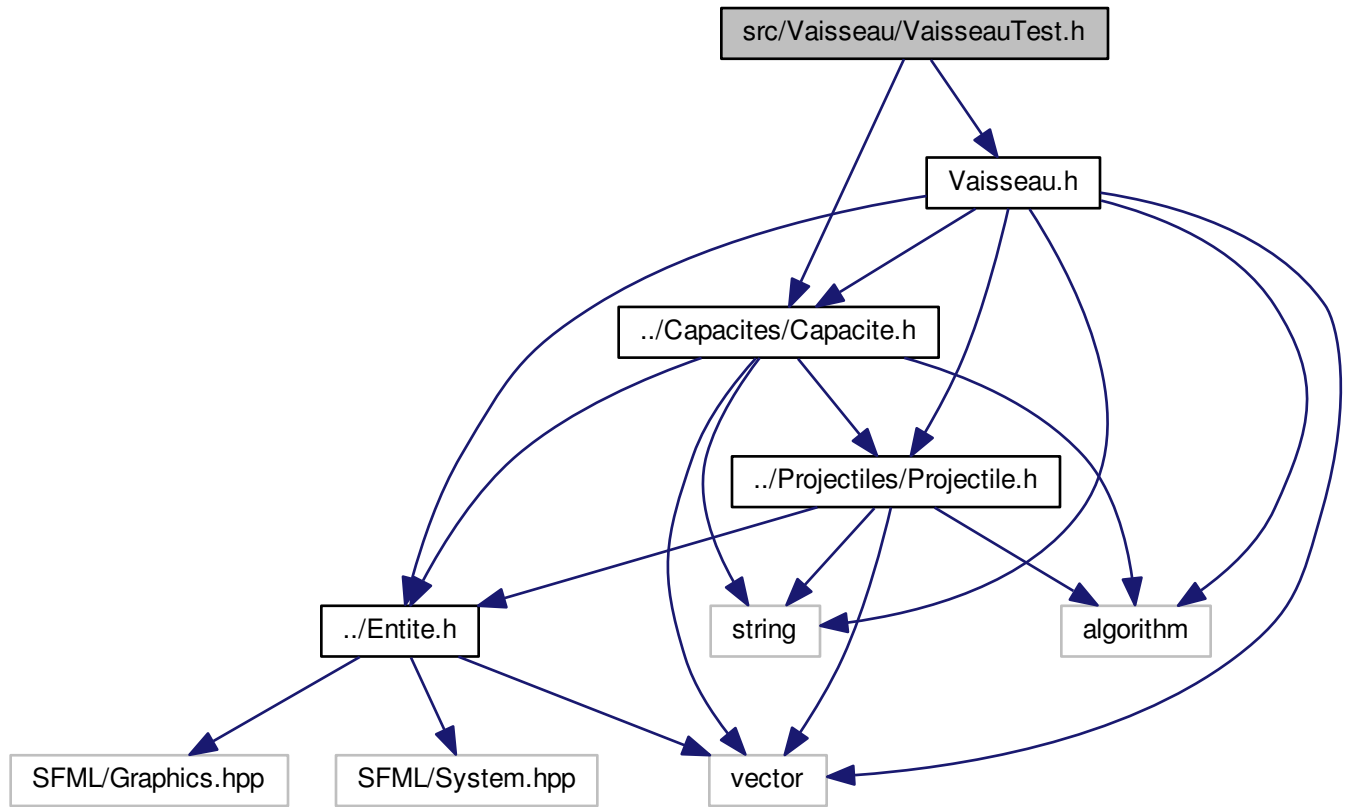 src/Vaisseau/VaisseauTest.h
Vaisseau.h
../Capacites/Capacite.h
../Projectiles/Projectile.h
../Entite.h
string
algorithm
SFML/Graphics.hpp
SFML/System.hpp
vector